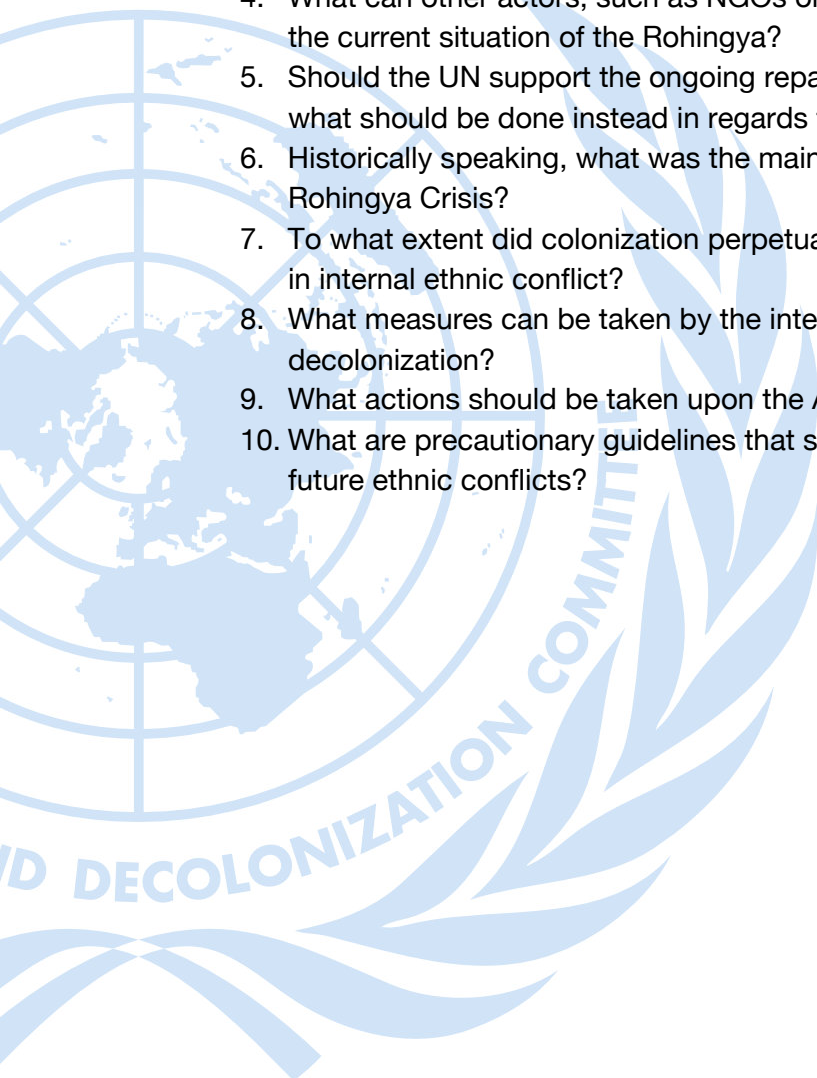 4. What can other actors, such as NGOs or
the current situation of the Rohingya?
5. Should the UN support the ongoing
what should be done instead in regards
6. Historically speaking, what was the main
Rohingya Crisis?
7. To what extent did colonization
in internal ethnic conflict?
8. What measures can be taken by the
decolonization?
9. What actions should be taken upon the
10. What are precautionary guidelines that
future ethnic conflicts?
DECOLONIZATION COMMITTEE